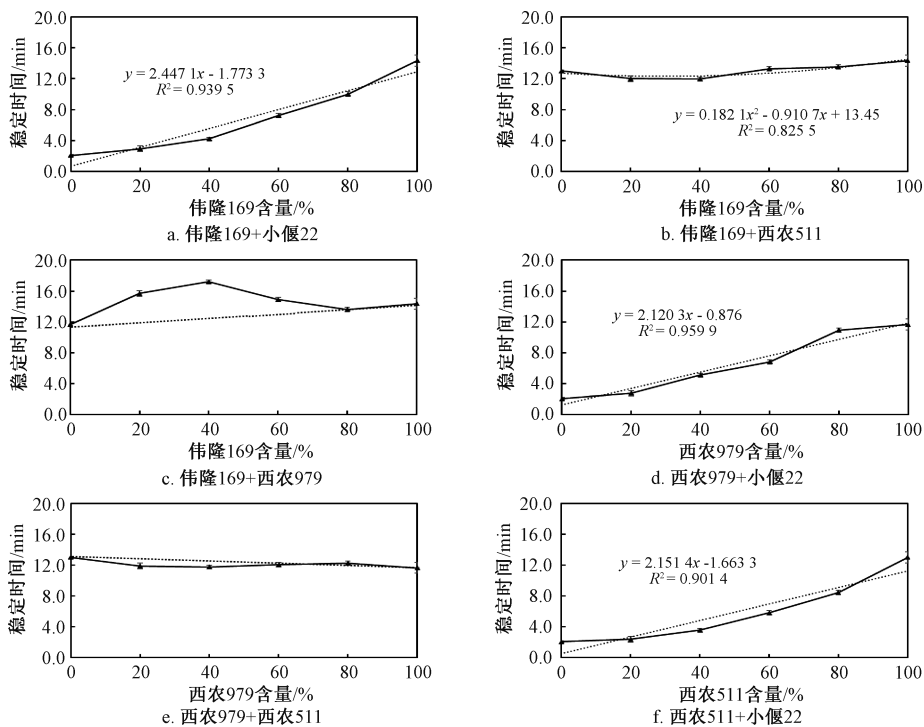 稳定时间/min
20.0
16.0
12.0
8.0
4.0
0.0
y = 2.447 1x - 1.773 3
R² = 0.939 5
0 20 40 60 80 100
伟隆169含量/%
a. 伟隆169+小偃22
稳定时间/min
20.0
16.0
12.0
8.0
4.0
0.0
y = 0.182 1x² - 0.910 7x + 13.45
R² = 0.825 5
0 20 40 60 80 100
伟隆169含量/%
b. 伟隆169+西农511
稳定时间/min
20.0
16.0
12.0
8.0
4.0
0.0
0 20 40 60 80 100
伟隆169含量/%
c. 伟隆169+西农979
稳定时间/min
20.0
16.0
12.0
8.0
4.0
0.0
y = 2.120 3x - 0.876
R² = 0.959 9
0 20 40 60 80 100
西农979含量/%
d. 西农979+小偃22
稳定时间/min
20.0
16.0
12.0
8.0
4.0
0.0
0 20 40 60 80 100
西农979含量/%
e. 西农979+西农511
稳定时间/min
20.0
16.0
12.0
8.0
4.0
0.0
y = 2.151 4x -1.663 3
R² = 0.901 4
0 20 40 60 80 100
西农511含量/%
f. 西农511+小偃22